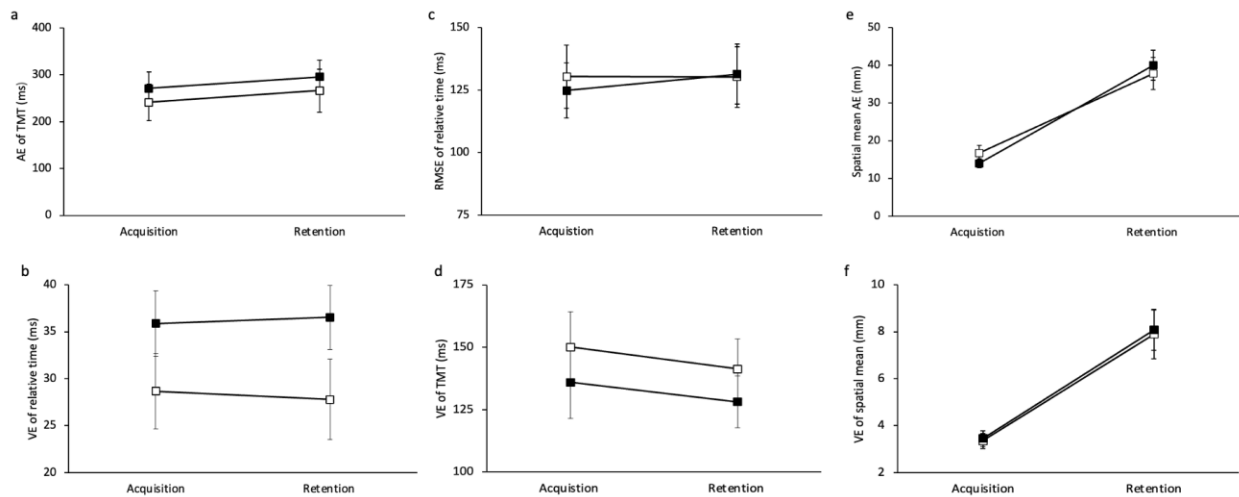 a
AE of TMT (ms)
400
300
200
100
0
Acquisition
Retention
c
RMSE of relative time (ms)
150
125
100
75
Acquisition
Retention
e
Spatial mean AE (mm)
50
40
30
20
10
0
Acquistion
Retention
b
VE of relative time (ms)
40
35
30
25
20
Acquisition
Retention
d
VE of TMT (ms)
175
150
125
100
Acquisition
Retention
f
VE of spatial mean (mm)
10
8
6
4
2
Acquisition
Retention